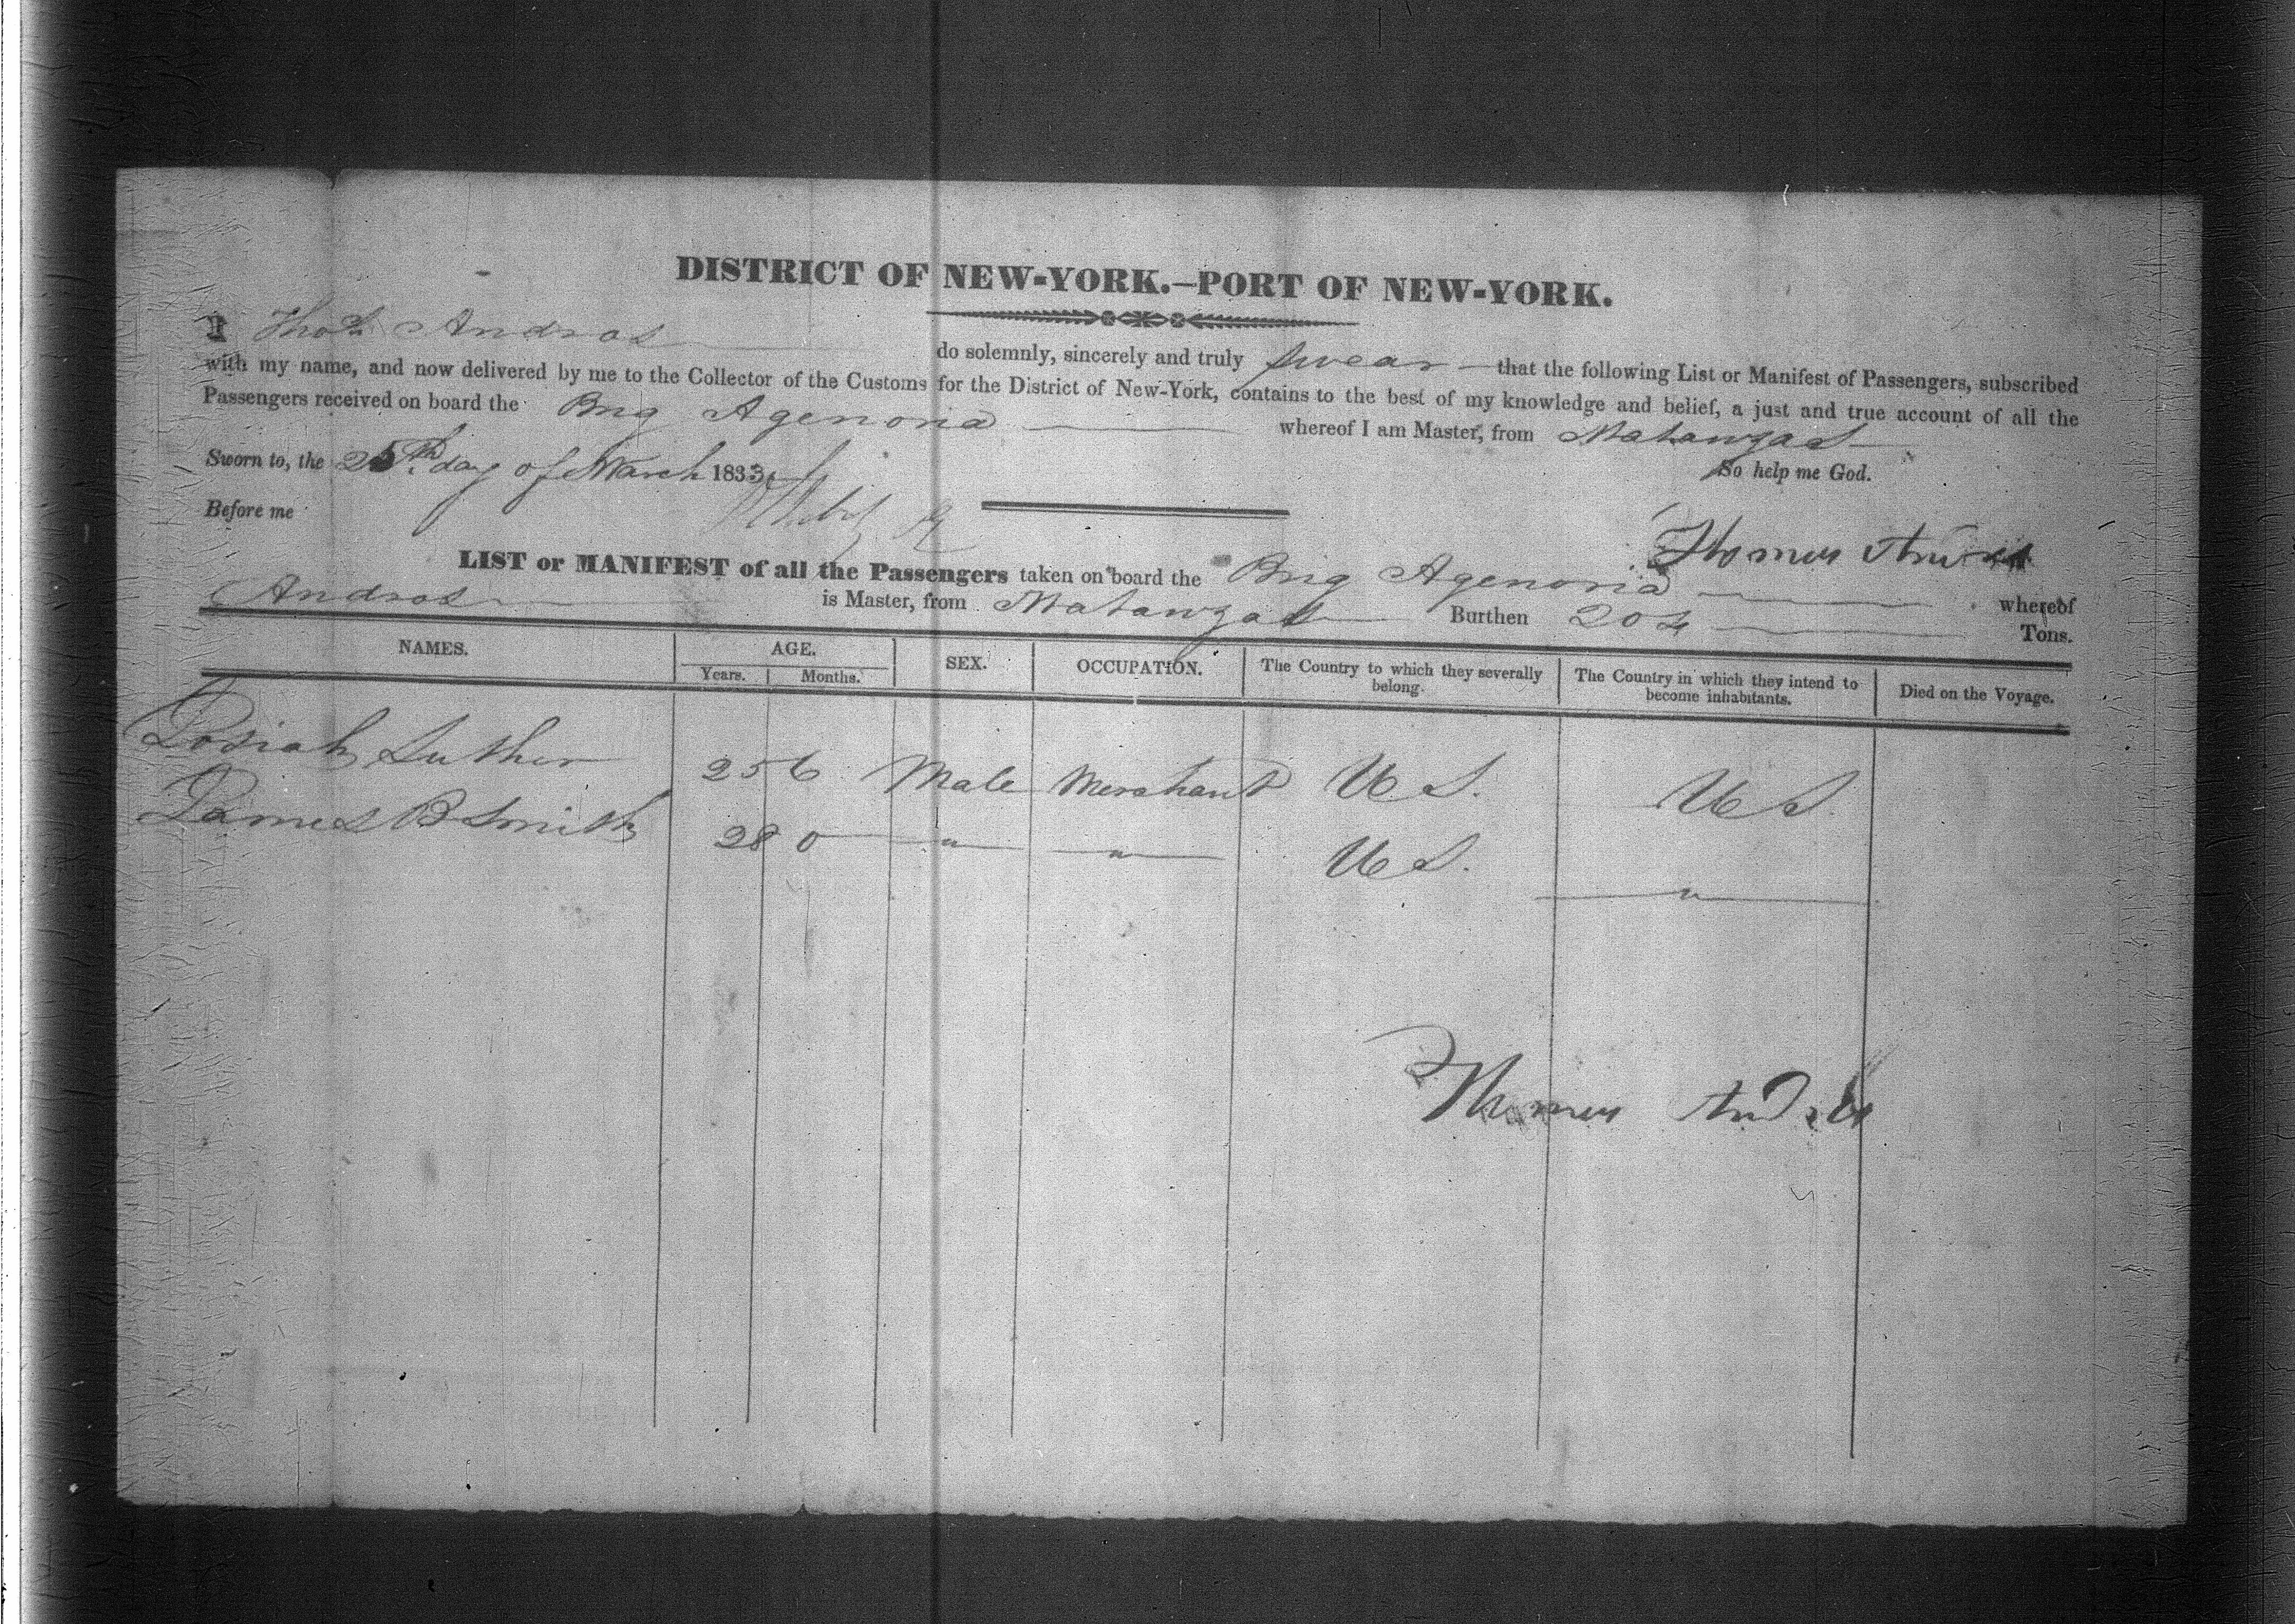 DISTRICT OF NEW-YORK.—PORT OF NEW-YORK.
I Thos. Andros do solemnly, sincerely and truly swear that the following List or Manifest of Passengers, subscribed
with my name, and now delivered by me to the Collector of the Customs for the District of New-York, contains to the best of my knowledge and belief, a just and true account of all the
Passengers received on board the Brig Agenoria whereof I am Master, from Matanzas
Sworn to, the 25th day of March 1833 So help me God.
Before me
Thomas Andros
LIST or MANIFEST of all the Passengers taken on board the Brig Agenoria whereof
Andros is Master, from Matanzas Burthen 204 Tons.
NAMES. AGE. SEX. OCCUPATION. The Country to which they severally belong. The Country in which they intend to become inhabitants. Died on the Voyage.
Years. Months.
Josiah Luther 25 6 Male Merchant U S. U S.
James B Smith 28 0 " " U S. "
Thomas Andros